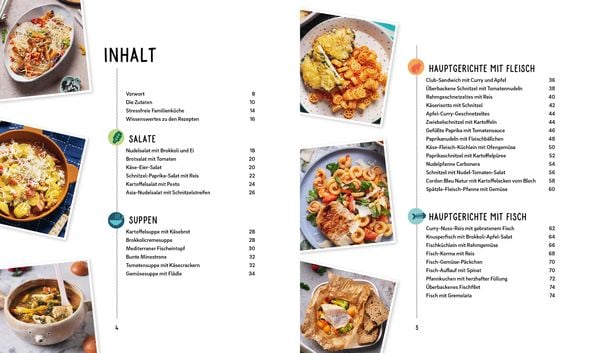 INHALT
Vorwort 8
Die Zutaten 10
Stressfreie Familienküche 14
Wissenswertes zu den Rezepten 16
SALATE
Nudelsalat mit Brokkoli und Ei 18
Brotsalat mit Tomaten 20
Käse-Eier-Salat 20
Schnitzel-Paprika-Salat mit Reis 22
Kartoffelsalat mit Pesto 24
Asia-Nudelsalat mit Schnitzelstreifen 26
SUPPEN
Kartoffelsuppe mit Käsebrot 28
Brokkolicremesuppe 28
Mediterraner Fischeintopf 30
Bunte Minestrone 32
Tomatensuppe mit Käsecrackern 32
Gemüsesuppe mit Flädle 34
4
HAUPTGERICHTE MIT FLEISCH
Club-Sandwich mit Curry und Apfel 36
Überbackene Schnitzel mit Tomatennudeln 38
Rahmgeschnetzeltes mit Reis 40
Käserisotto mit Schnitzel 42
Apfel-Curry-Geschnetzeltes 44
Zwiebelschnitzel mit Kartoffeln 44
Gefüllte Paprika mit Tomatensauce 46
Paprikanudeln mit Fleischbällchen 48
Käse-Fleisch-Küchlein mit Ofengemüse 50
Paprikaschnitzel mit Kartoffelpüree 52
Nudelpfanne Carbonara 54
Fleisch-Nudel-Auflauf mit Tomaten 56
Cordon Bleu Natur mit Kartoffelecken vom Blech 58
Spätzle-Fleisch-Pfanne mit Gemüse 60
HAUPTGERICHTE MIT FISCH
Curry-Nuss-Reis mit gebratenem Fisch 62
Knusperfisch mit Brokkoli-Apfel-Salat 64
Fischküchlein mit Rahmgemüse 66
Fisch-Korma mit Reis 68
Fisch-Gemüse-Päckchen 70
Fisch-Auflauf mit Spinat 70
Pfannkuchen mit herzhafter Füllung 72
Überbackenes Fischfilet 74
Fisch mit Gremolata 74
5